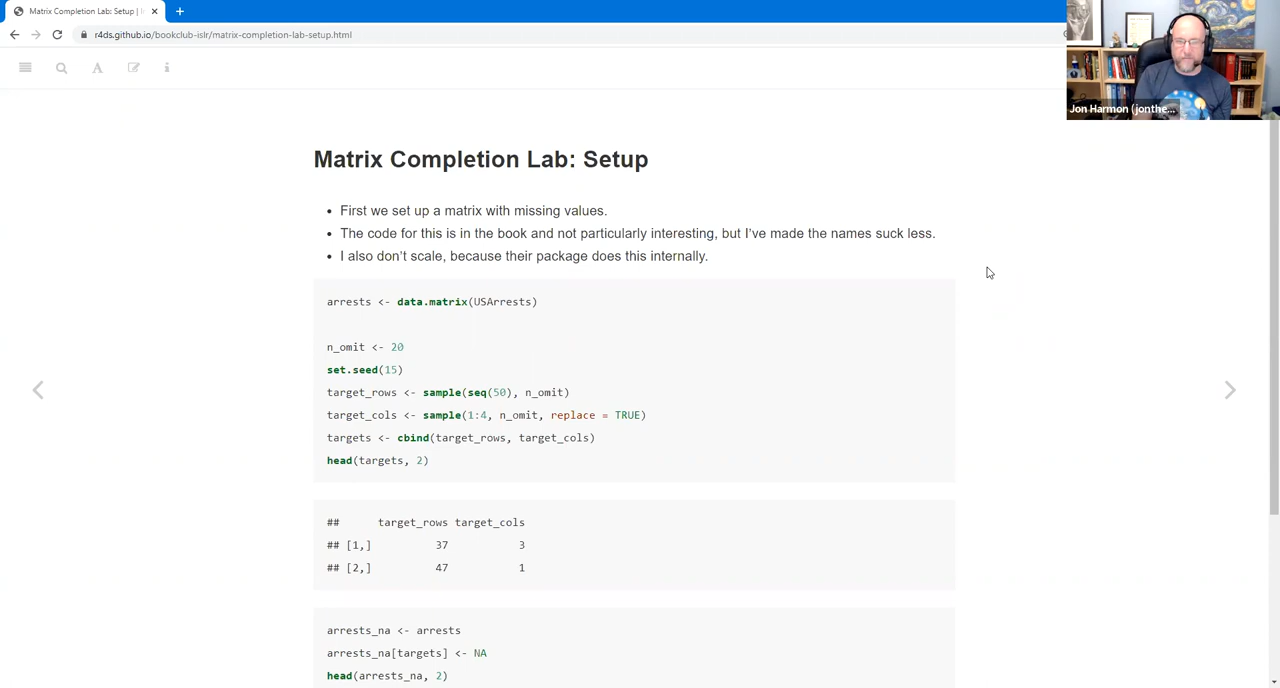 Matrix Completion Lab: Setup | I
r4ds.github.io/bookclub-islr/matrix-completion-lab-setup.html
Jon Harmon (jonthe...
Matrix Completion Lab: Setup
• First we set up a matrix with missing values.
• The code for this is in the book and not particularly interesting, but I've made the names suck less.
• I also don't scale, because their package does this internally.
arrests <- data.matrix(USArrests)
n_omit <- 20
set.seed(15)
target_rows <- sample(seq(50), n_omit)
target_cols <- sample(1:4, n_omit, replace = TRUE)
targets <- cbind(target_rows, target_cols)
head(targets, 2)
## target_rows target_cols
## [1,] 37 3
## [2,] 47 1
arrests_na <- arrests
arrests_na[targets] <- NA
head(arrests_na, 2)